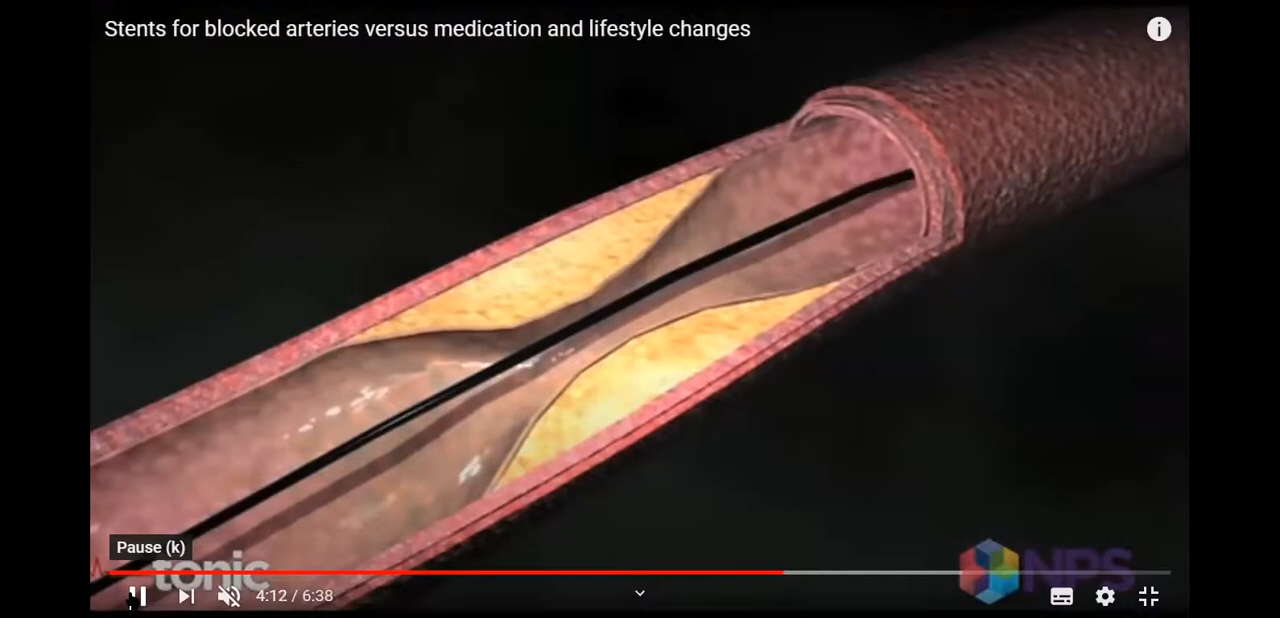 Stents for blocked arteries versus medication and lifestyle changes
Pause (k)
tonic
NPS
4:12 / 6:38